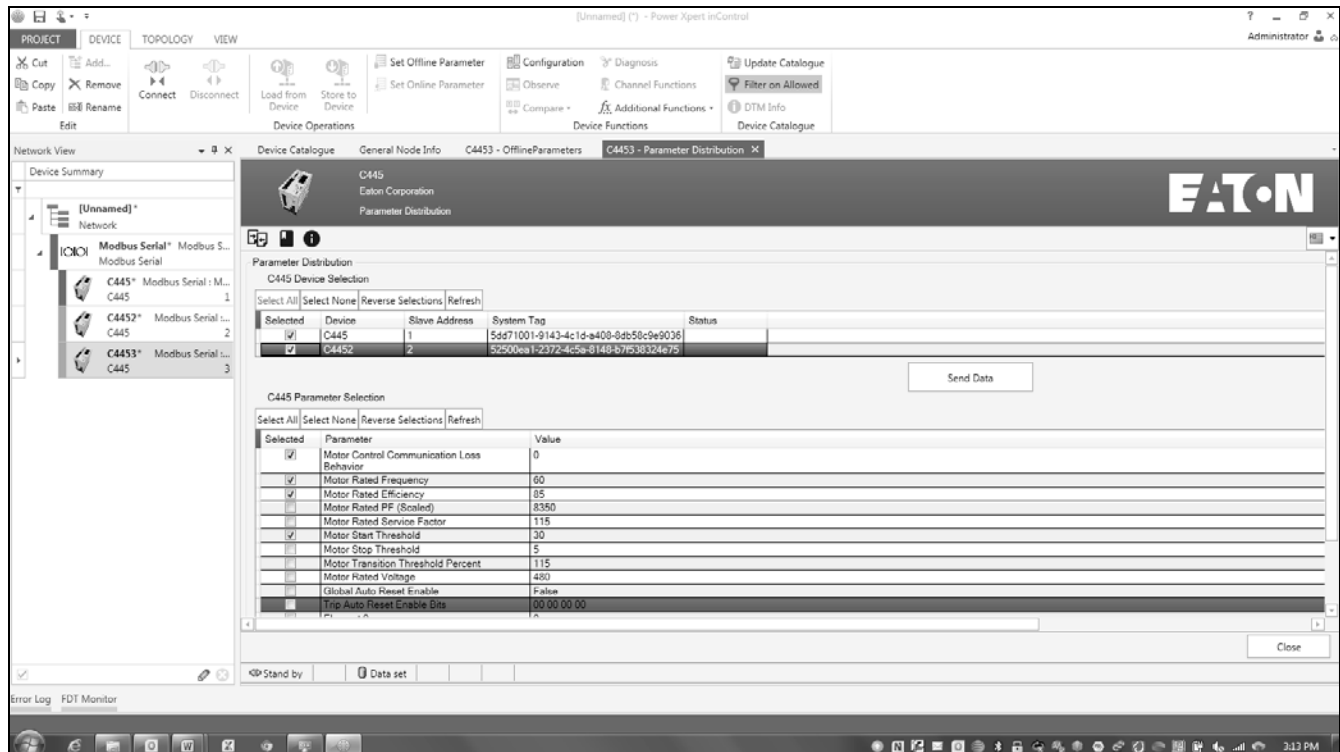 [Unnamed] (*) - Power Xpert inControl
PROJECT DEVICE TOPOLOGY VIEW Administrator
Cut Add... Set Offline Parameter Configuration Diagnosis Update Catalogue
Copy Remove Connect Disconnect Load from Device Store to Device Set Online Parameter Observe Channel Functions Filter on Allowed
Paste Rename Compare Additional Functions DTM Info
Edit Device Operations Device Functions Device Catalogue
Network View Device Catalogue General Node Info C4453 - OfflineParameters C4453 - Parameter Distribution
Device Summary
[Unnamed]*
Network
Modbus Serial* Modbus S...
Modbus Serial
C445* Modbus Serial : M...
C445 1
C4452* Modbus Serial :...
C445 2
C4453* Modbus Serial :...
C445 3
C445
Eaton Corporation
Parameter Distribution
EATON
Parameter Distribution
C445 Device Selection
Select All Select None Reverse Selections Refresh
Selected Device Slave Address System Tag Status
C445 1 5dd71001-9143-4c1d-a408-8db58c9e9036
C4452 2 52500ea1-2372-4c5a-8148-b7f538324e75
Send Data
C445 Parameter Selection
Select All Select None Reverse Selections Refresh
Selected Parameter Value
Motor Control Communication Loss 0
Behavior
Motor Rated Frequency 60
Motor Rated Efficiency 85
Motor Rated PF (Scaled) 8350
Motor Rated Service Factor 115
Motor Start Threshold 30
Motor Stop Threshold 5
Motor Transition Threshold Percent 115
Motor Rated Voltage 480
Global Auto Reset Enable False
Trip Auto Reset Enable Bits 00 00 00 00
Close
Stand by Data set
Error Log FDT Monitor
3:13 PM